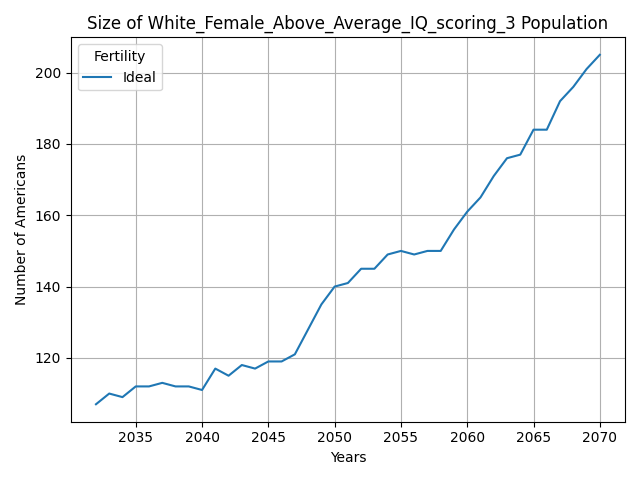 Size of White_Female_Above_Average_IQ_scoring_3 Population
Fertility
Ideal
Number of Americans
200
180
160
140
120
2035 2040 2045 2050 2055 2060 2065 2070
Years